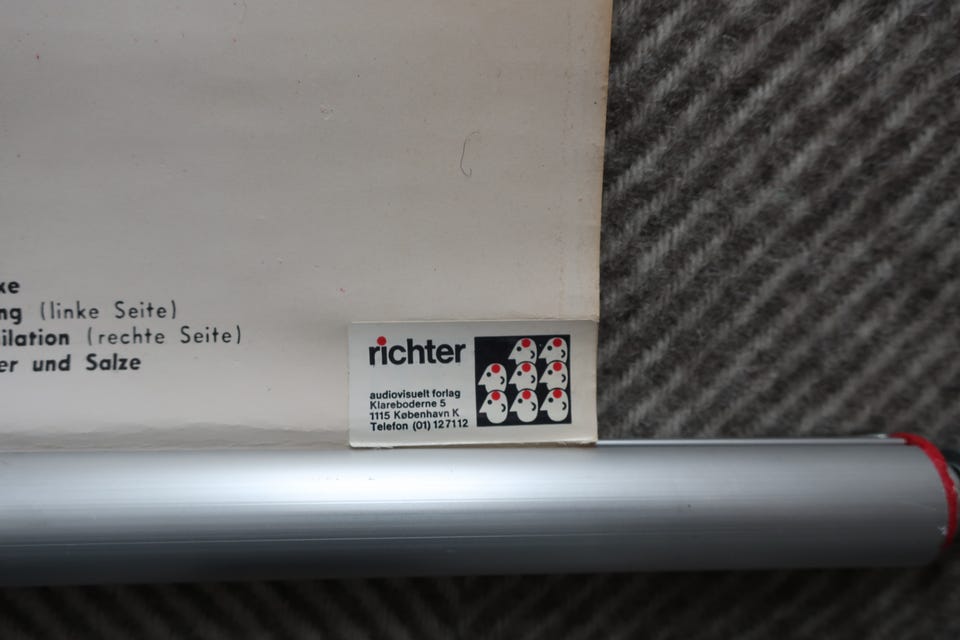 xe
ng (linke Seite)
ilation (rechte Seite)
er und Salze
richter
audiovisuelt forlag
Klareboderne 5
1115 København K
Telefon (01) 127112